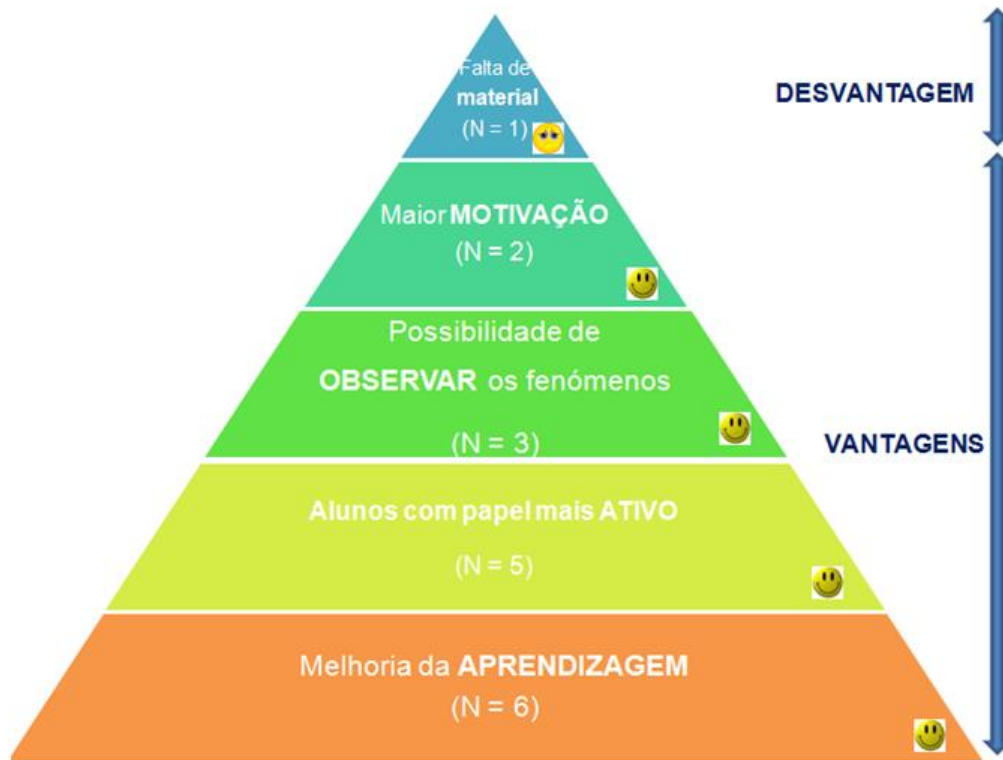 Falta de
material
(N = 1)
DESVANTAGEM
Maior MOTIVAÇÃO
(N = 2)
Possibilidade de
OBSERVAR os fenómenos
(N = 3)
VANTAGENS
Alunos com papel mais ATIVO
(N = 5)
Melhoria da APRENDIZAGEM
(N = 6)